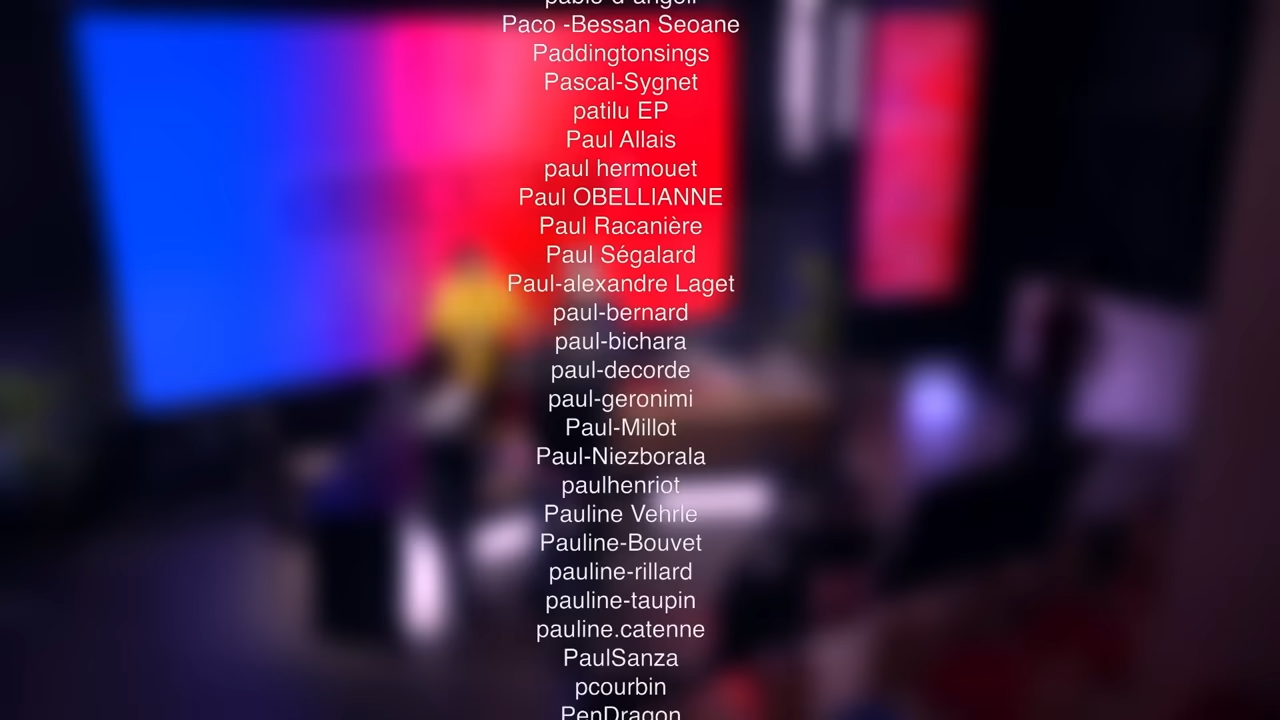 Paco -Bessan Seoane
Paddingtonsings
Pascal-Sygnet
patilu EP
Paul Allais
paul hermouet
Paul OBELLIANNE
Paul Racanière
Paul Ségalard
Paul-alexandre Laget
paul-bernard
paul-bichara
paul-decorde
paul-geronimi
Paul-Millot
Paul-Niezborala
paulhenriot
Pauline Vehrle
Pauline-Bouvet
pauline-rillard
pauline-taupin
pauline.catenne
PaulSanza
pcourbin
PenDragon